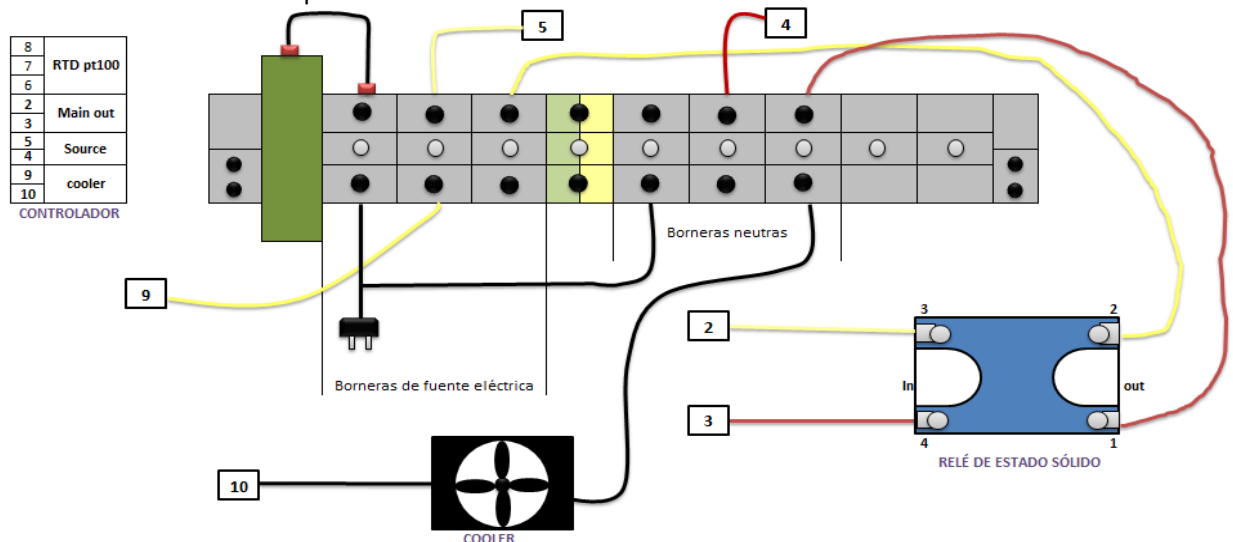 5
4
8
7
6
RTD pt100
2
3
Main out
5
4
Source
9
10
cooler
CONTROLADOR
Borneras neutras
9
Borneras de fuente eléctrica
3
2
2
In
out
3
4
1
RELÉ DE ESTADO SÓLIDO
10
COOLER